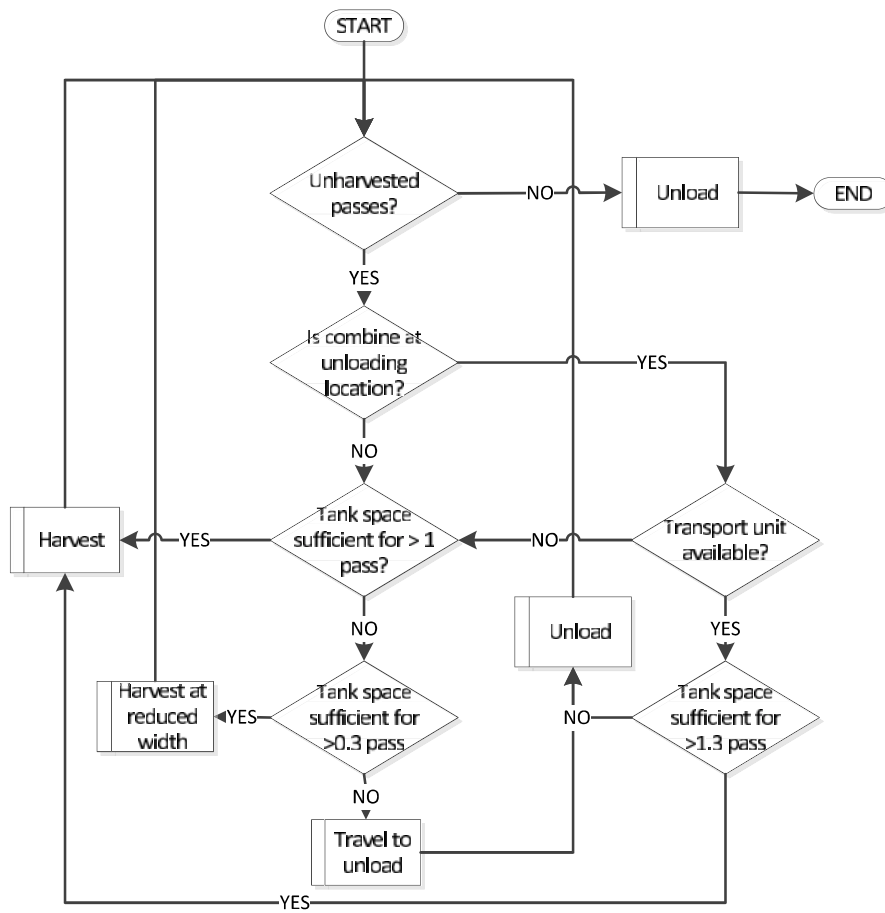 START
Unharvested
passes?
NO
Unload
END
YES
Is combine at
unloading
location?
YES
NO
Harvest
YES
Tank space
sufficient for > 1
pass?
NO
Transport unit
available?
NO
Unload
YES
Harvest at
reduced
width
YES
Tank space
sufficient for
>0.3 pass
NO
Tank space
sufficient for
>1.3 pass
NO
Travel to
unload
YES